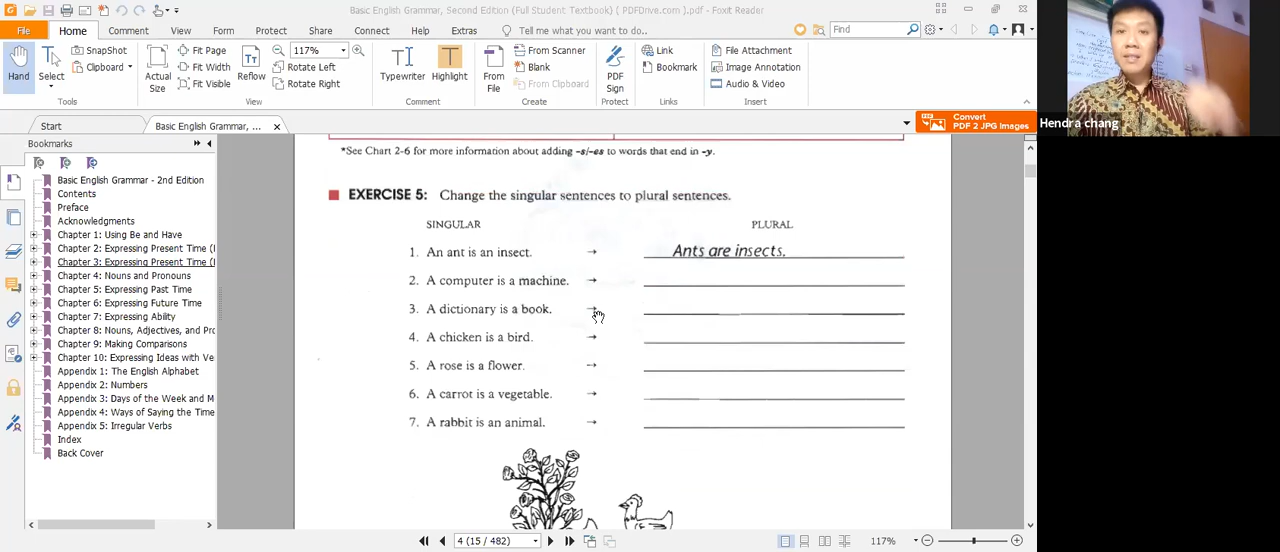 Basic English Grammar, Second Edition (Full Student Textbook) ( PDFDrive.com ).pdf - Foxit Reader
File Home Comment View Form Protect Share Connect Help Extras Tell me what you want to do.. Find
Hand
Select
SnapShot
Clipboard
Tools
Actual Size
Fit Page
Fit Width
Fit Visible
Reflow
117%
Rotate Left
Rotate Right
View
Typewriter
Highlight
Comment
From File
From Scanner
Blank
From Clipboard
Create
PDF Sign
Protect
Link
Bookmark
Links
File Attachment
Image Annotation
Audio & Video
Insert
Start
Basic English Grammar, ...
Convert
PDF 2 JPG Images
Hendra chang
Bookmarks
Basic English Grammar - 2nd Edition
Contents
Preface
Acknowledgments
Chapter 1: Using Be and Have
Chapter 2: Expressing Present Time (
Chapter 3: Expressing Present Time (
Chapter 4: Nouns and Pronouns
Chapter 5: Expressing Past Time
Chapter 6: Expressing Future Time
Chapter 7: Expressing Ability
Chapter 8: Nouns, Adjectives, and Pro
Chapter 9: Making Comparisons
Chapter 10: Expressing Ideas with Ve
Appendix 1: The English Alphabet
Appendix 2: Numbers
Appendix 3: Days of the Week and M
Appendix 4: Ways of Saying the Time
Appendix 5: Irregular Verbs
Index
Back Cover
*See Chart 2-6 for more information about adding -s/-es to words that end in -y.
EXERCISE 5: Change the singular sentences to plural sentences.
SINGULAR PLURAL
1. An ant is an insect. → Ants are insects.
2. A computer is a machine. →
3. A dictionary is a book. →
4. A chicken is a bird. →
5. A rose is a flower. →
6. A carrot is a vegetable. →
7. A rabbit is an animal. →
4 (15 / 482)
117%